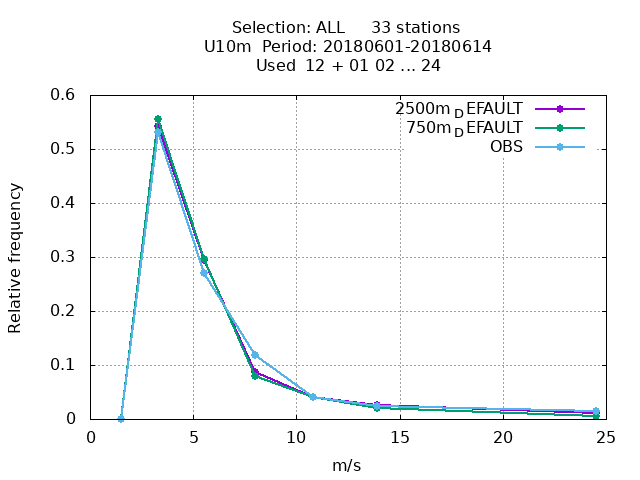 Selection: ALL 33 stations
U10m Period: 20180601-20180614
Used 12 + 01 02 ... 24
2500m_DEFAULT
750m_DEFAULT
OBS
Relative frequency
0.6
0.5
0.4
0.3
0.2
0.1
0
0 5 10 15 20 25
m/s